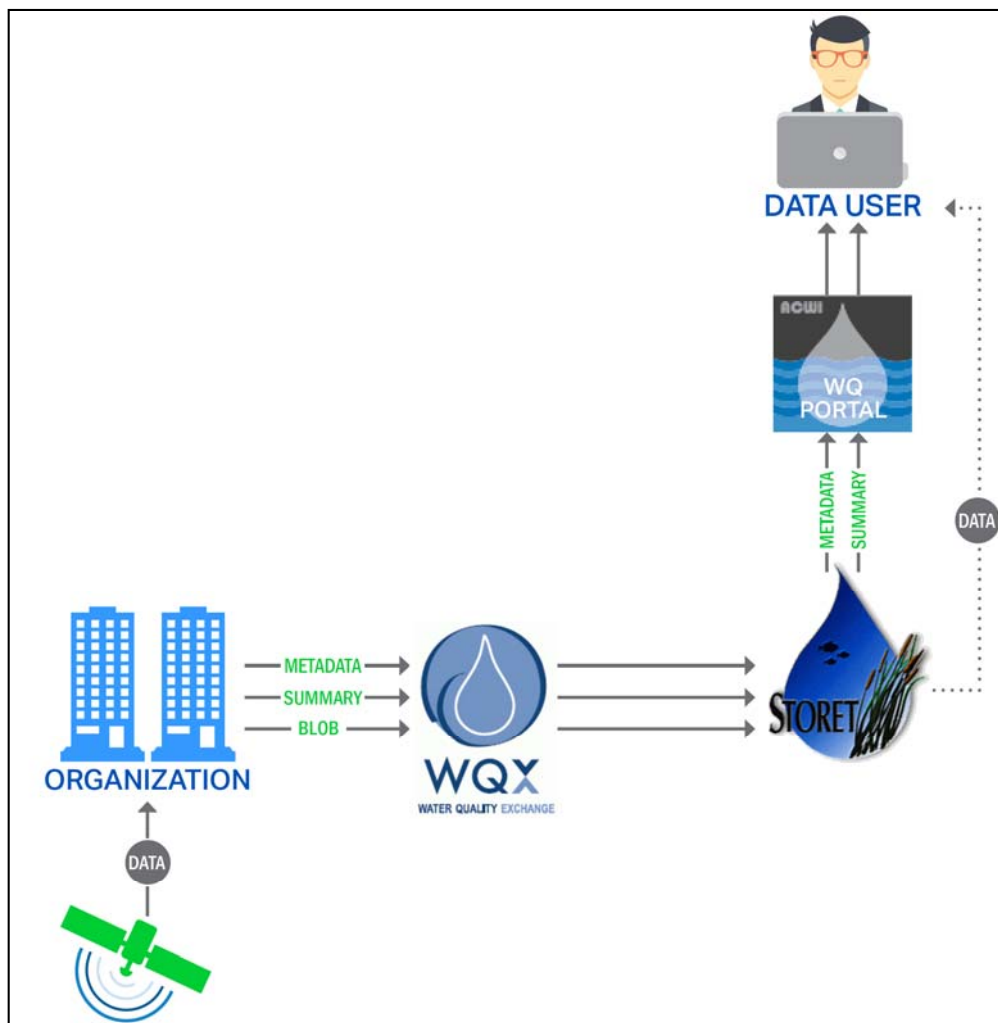 DATA USER
ACWI
WQ
PORTAL
DATA
METADATA
SUMMARY
METADATA
SUMMARY
BLOB
STORET
ORGANIZATION
WQX
WATER QUALITY EXCHANGE
DATA